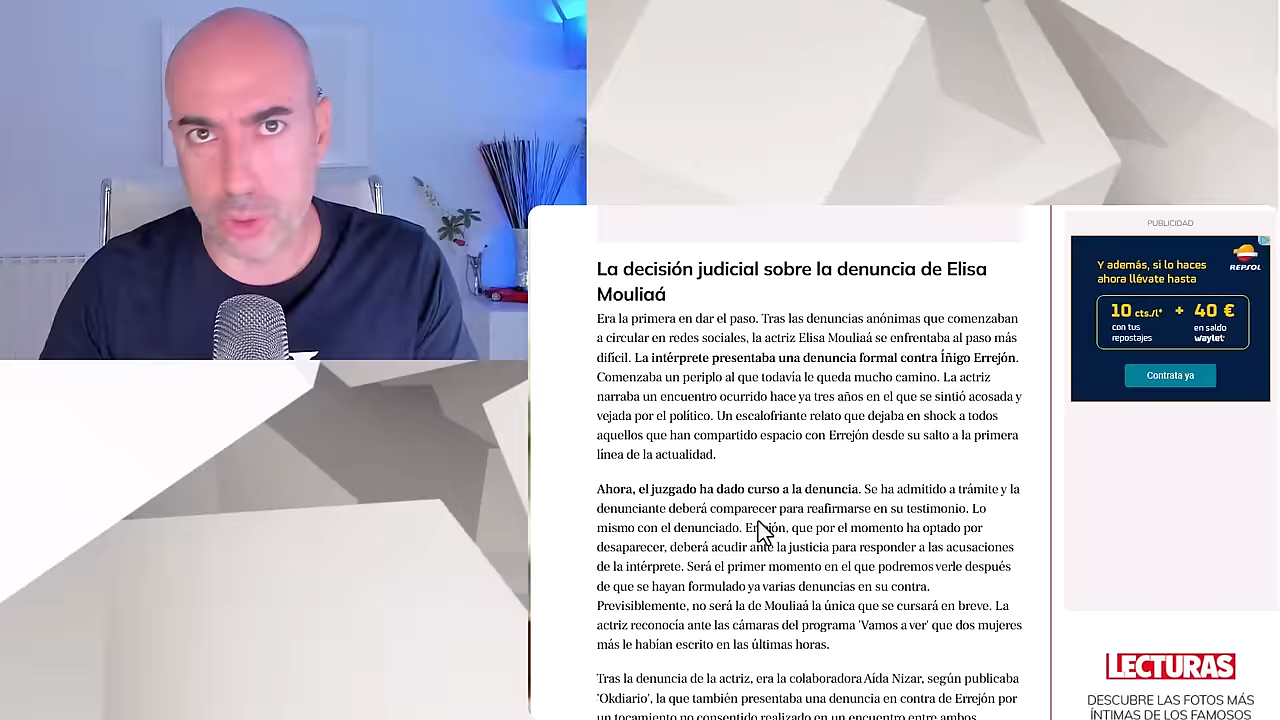 La decisión judicial sobre la denuncia de Elisa
Mouliaá
Era la primera en dar el paso. Tras las denuncias anónimas que comenzaban
a circular en redes sociales, la actriz Elisa Mouliaá se enfrentaba al paso más
difícil. La intérprete presentaba una denuncia formal contra Íñigo Errejón.
Comenzaba un periplo al que todavía le queda mucho camino. La actriz
narraba un encuentro ocurrido hace ya tres años en el que se sintió acosada y
vejada por el político. Un escalofriante relato que dejaba en shock a todos
aquellos que han compartido espacio con Errejón desde su salto a la primera
línea de la actualidad.
Ahora, el juzgado ha dado curso a la denuncia. Se ha admitido a trámite y la
denunciante deberá comparecer para reafirmarse en su testimonio. Lo
mismo con el denunciado. Errejón, que por el momento ha optado por
desaparecer, deberá acudir ante la justicia para responder a las acusaciones
de la intérprete. Será el primer momento en el que podremos verle después
de que se hayan formulado ya varias denuncias en su contra.
Previsiblemente, no será la de Mouliaá la única que se cursará en breve. La
actriz reconocía ante las cámaras del programa 'Vamos a ver' que dos mujeres
más le habían escrito en las últimas horas.
Tras la denuncia de la actriz, era la colaboradora Aída Nizar, según publicaba
'Okdiario', la que también presentaba una denuncia en contra de Errejón por
un tocamiento no consentido realizado en un encuentro entre ambos
PUBLICIDAD
Y además, si lo haces
ahora llévate hasta
REPSOL
10 cts./l* + 40 €
con tus
repostajes
en saldo
waylet*
Contrata ya
LECTURAS
DESCUBRE LAS FOTOS MÁS
ÍNTIMAS DE LOS FAMOSOS